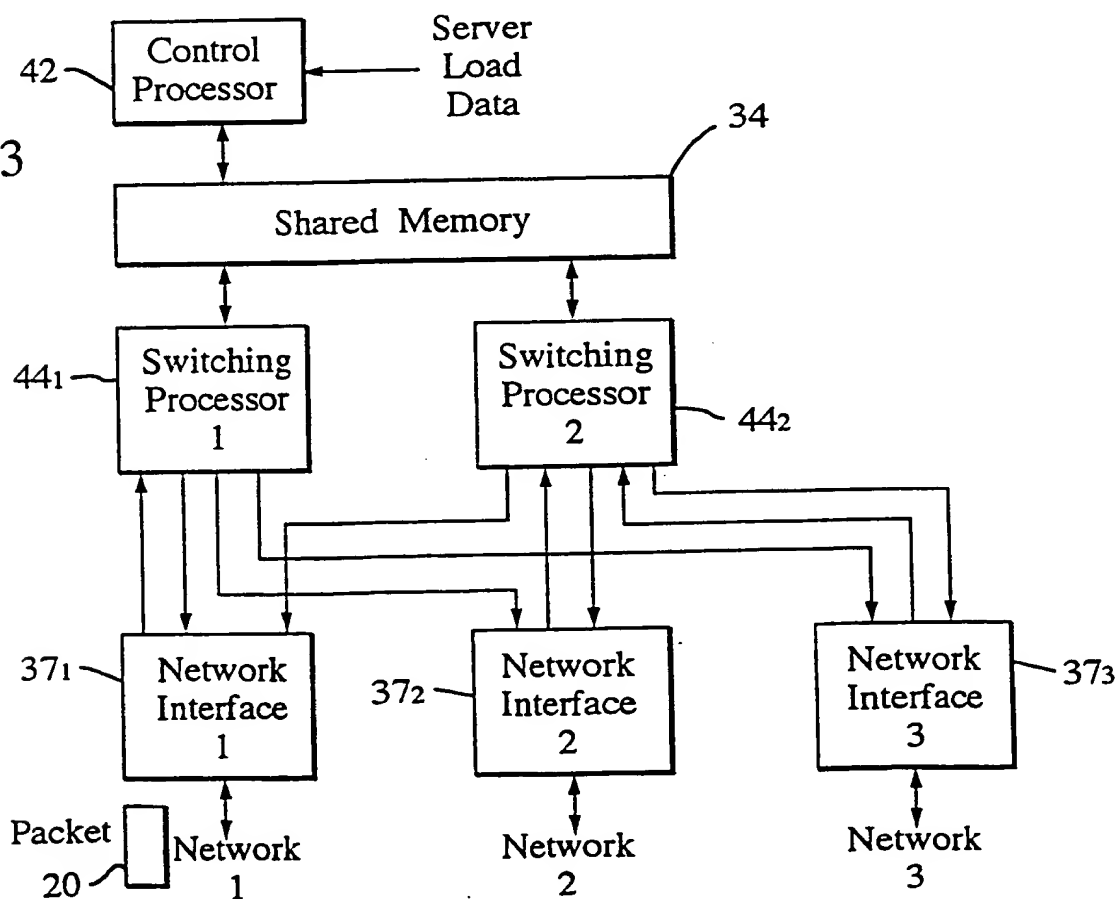 Control
Processor
42
Server
Load
Data
3
34
Shared Memory
Switching
Processor
1
44₁
Switching
Processor
2
44₂
Network
Interface
1
37₁
Network
Interface
2
37₂
Network
Interface
3
37₃
Packet
20
Network
1
Network
2
Network
3